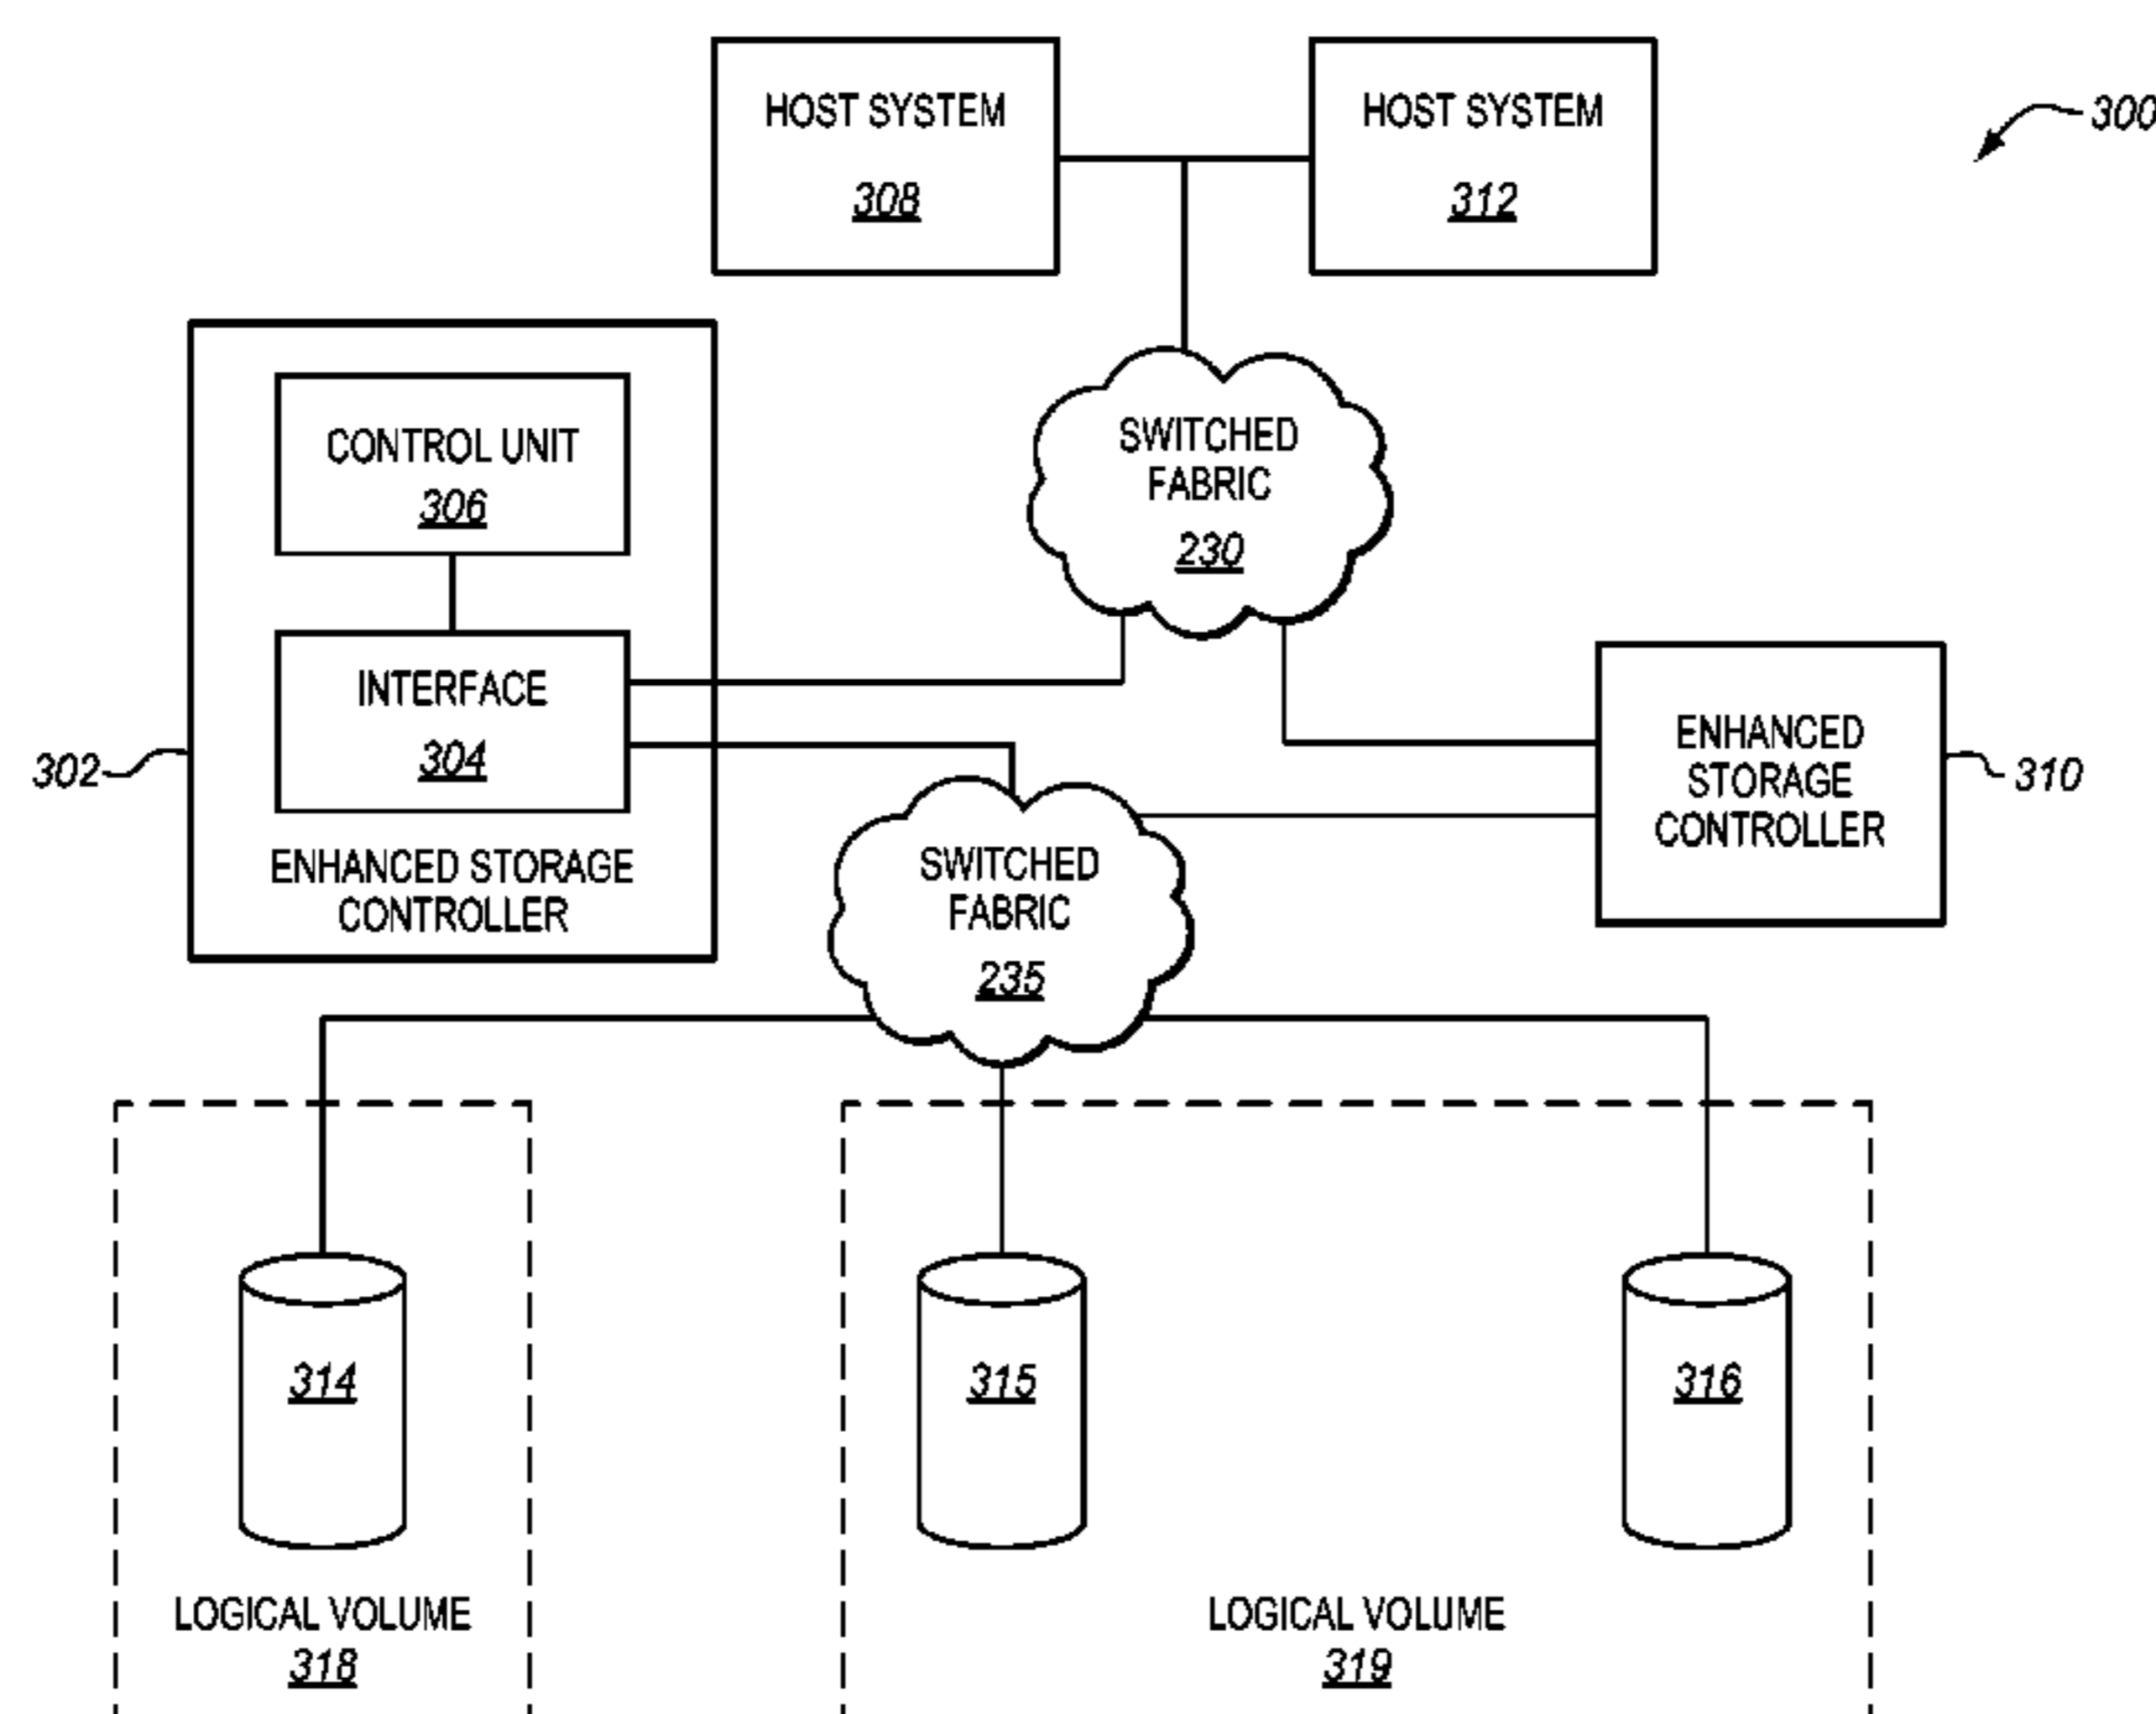 HOST SYSTEM
308
HOST SYSTEM
312
300
CONTROL UNIT
306
SWITCHED
FABRIC
230
INTERFACE
304
302
ENHANCED STORAGE
CONTROLLER
ENHANCED
STORAGE
CONTROLLER
310
SWITCHED
FABRIC
235
314
315
316
LOGICAL VOLUME
318
LOGICAL VOLUME
319